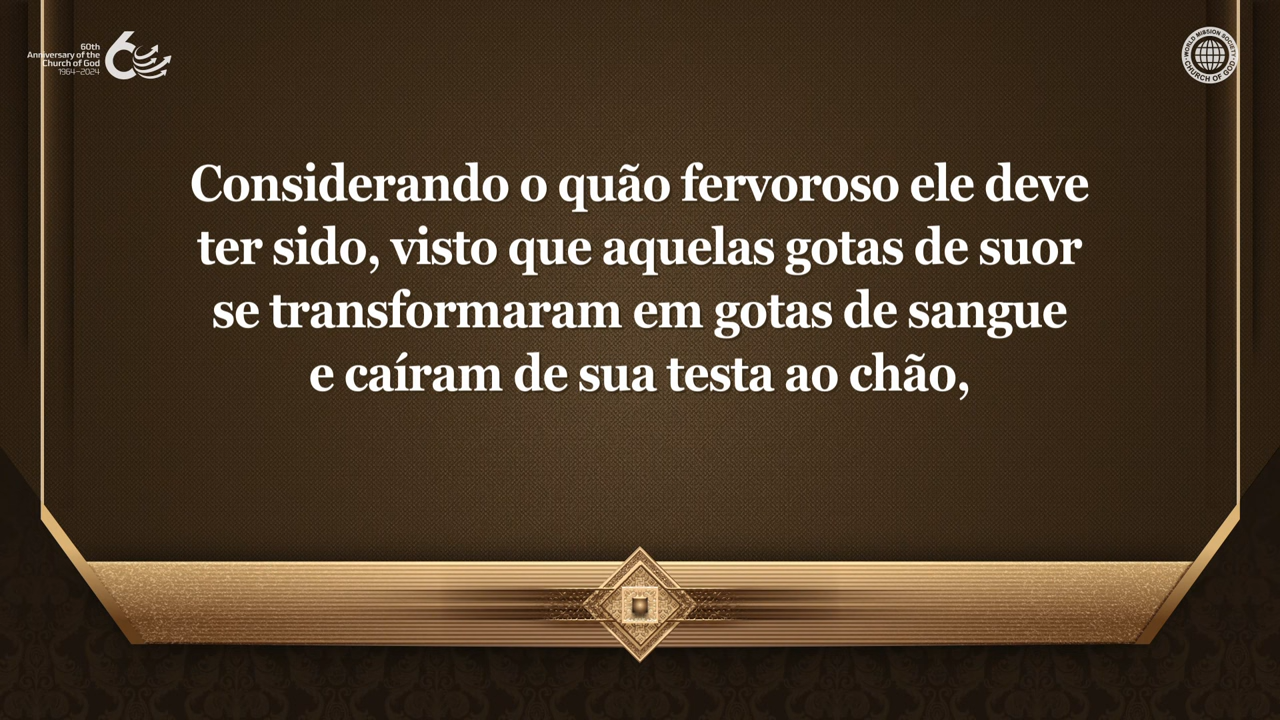 60th
Anniversary of the
Church of God
1964–2024
WORLD MISSION SOCIETY
CHURCH OF GOD
Considerando o quão fervoroso ele deve
ter sido, visto que aquelas gotas de suor
se transformaram em gotas de sangue
e caíram de sua testa ao chão,